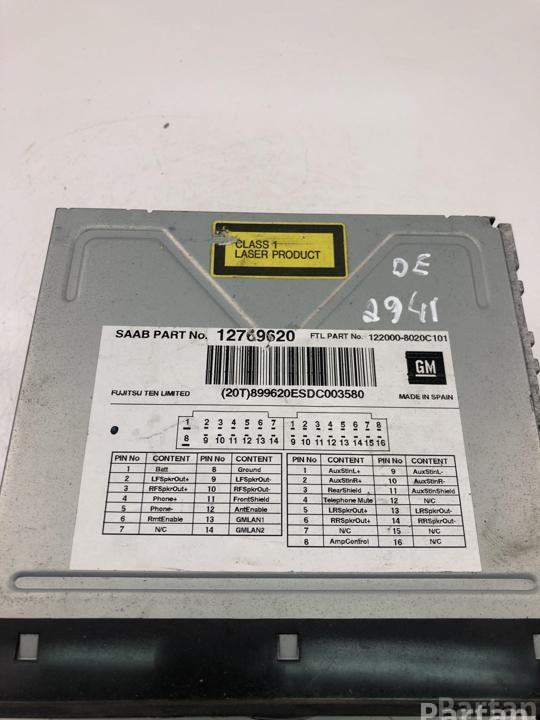 CLASS 1
LASER PRODUCT
DE
2941
SAAB PART No. 12769620 FTL PART No. 122000-8020C101
GM
FUJITSU TEN LIMITED (20T)899620ESDC003580 MADE IN SPAIN
1 2 3 4 5 6 7 1 2 3 4 5 6 7 8
8 9 10 11 12 13 14 9 10 11 12 13 14 15 16
PIN No CONTENT PIN No CONTENT
1 Batt 8 Ground
2 LFSpkrOut+ 9 LFSpkrOut-
3 RFSpkrOut+ 10 RFSpkrOut-
4 Phone+ 11 FrontShield
5 Phone- 12 AntEnable
6 RmtEnable 13 GMLAN1
7 N/C 14 GMLAN2
PIN No CONTENT PIN No CONTENT
1 AuxStInL+ 9 AuxStInL-
2 AuxStInR+ 10 AuxStInR-
3 RearShield 11 AuxStInShield
4 Telephone Mute 12 N/C
5 LRSpkrOut+ 13 LRSpkrOut-
6 RRSpkrOut+ 14 RRSpkrOut-
7 N/C 15 N/C
8 AmpControl 16 N/C
Partan
Partan